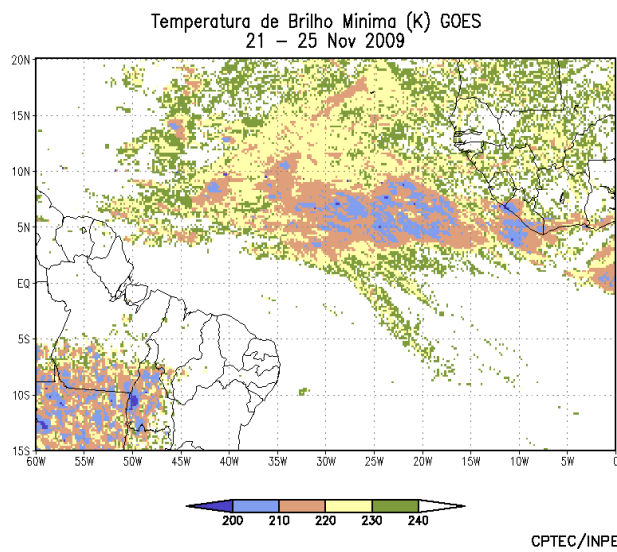 Temperatura de Brilho Minima (K) GOES
21 – 25 Nov 2009
20N
15N
10N
5N
EQ
5S
10S
15S
60W 55W 50W 45W 40W 35W 30W 25W 20W 15W 10W 5W 0
200 210 220 230 240
CPTEC/INPE